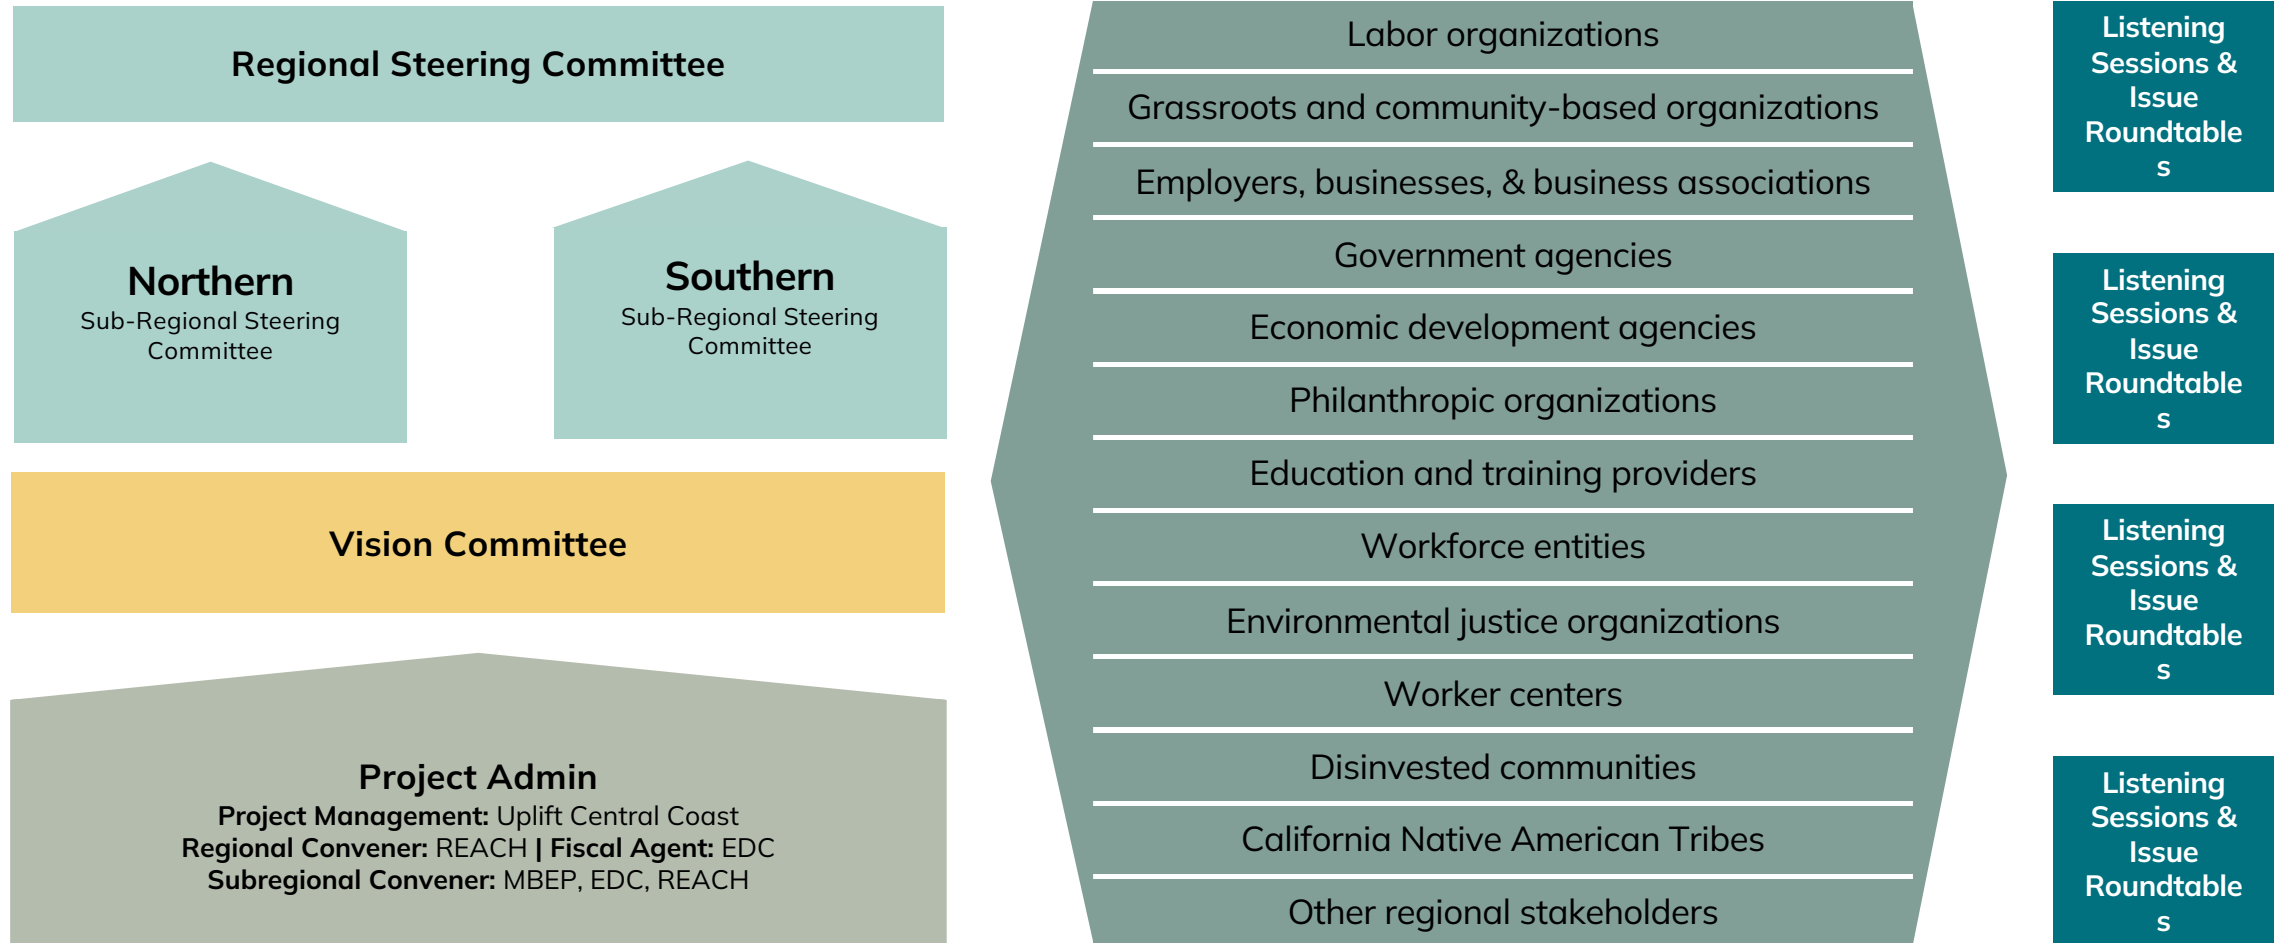 Regional Steering Committee
Northern
Sub-Regional Steering
Committee
Southern
Sub-Regional Steering
Committee
Vision Committee
Project Admin
Project Management: Uplift Central Coast
Regional Convener: REACH | Fiscal Agent: EDC
Subregional Convener: MBEP, EDC, REACH
Labor organizations
Grassroots and community-based organizations
Employers, businesses, & business associations
Government agencies
Economic development agencies
Philanthropic organizations
Education and training providers
Workforce entities
Environmental justice organizations
Worker centers
Disinvested communities
California Native American Tribes
Other regional stakeholders
Listening
Sessions &
Issue
Roundtable
s
Listening
Sessions &
Issue
Roundtable
s
Listening
Sessions &
Issue
Roundtable
s
Listening
Sessions &
Issue
Roundtable
s